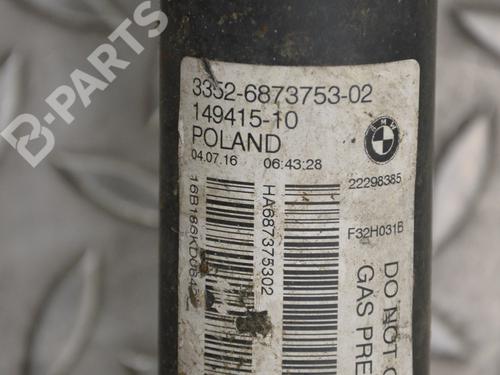 B-PARTS
3352-6873753-02
149415-10
POLAND
04.07.16 06:43:28
BMW
22298385
F32H031B
HA687375302
DO NOT
GAS PRE